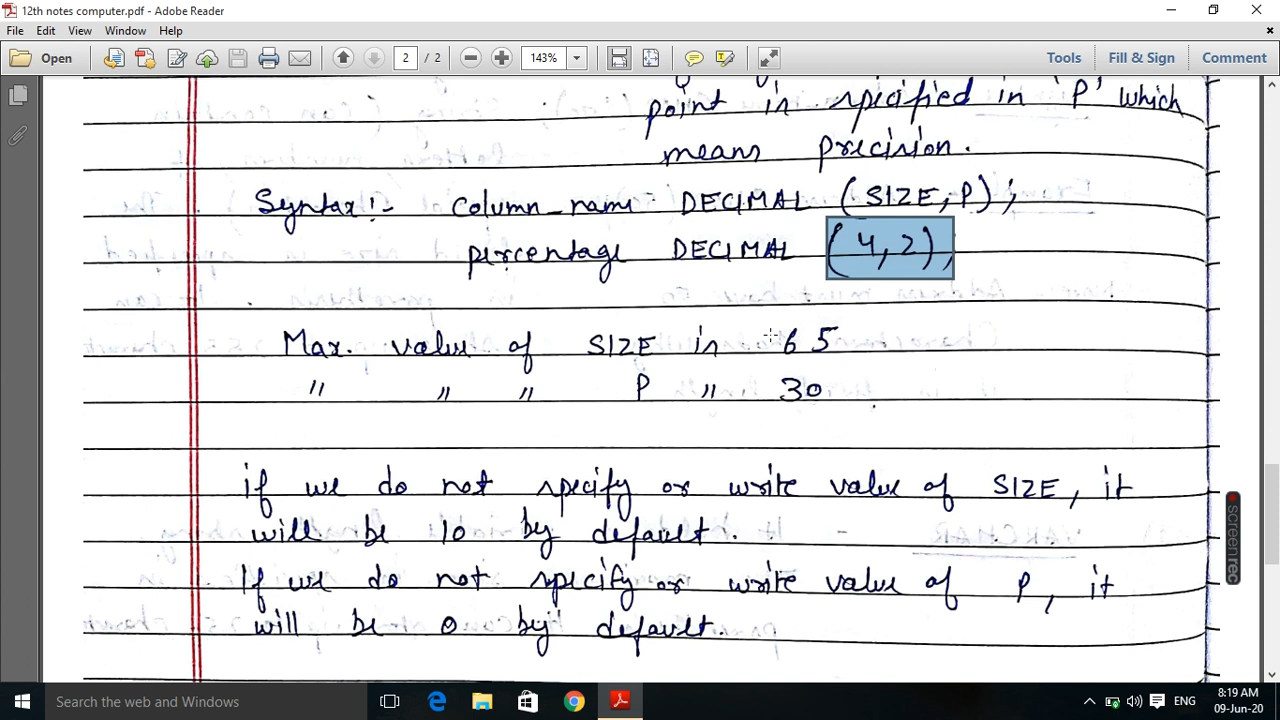 12th notes computer.pdf - Adobe Reader
File Edit View Window Help
Open 2 / 2 143% Tools Fill & Sign Comment
point in specified in 'P' which
means precision.
Syntax:- Column_name DECIMAL (SIZE, P);
percentage DECIMAL (4,2);
Max. value of SIZE in 65
" " " P " 30
if we do not specify or write value of SIZE, it
will be 10 by default.
If we do not specify or write value of P, it
will be 0 by default.
screenrec
Search the web and Windows
ENG
8:19 AM
09-Jun-20